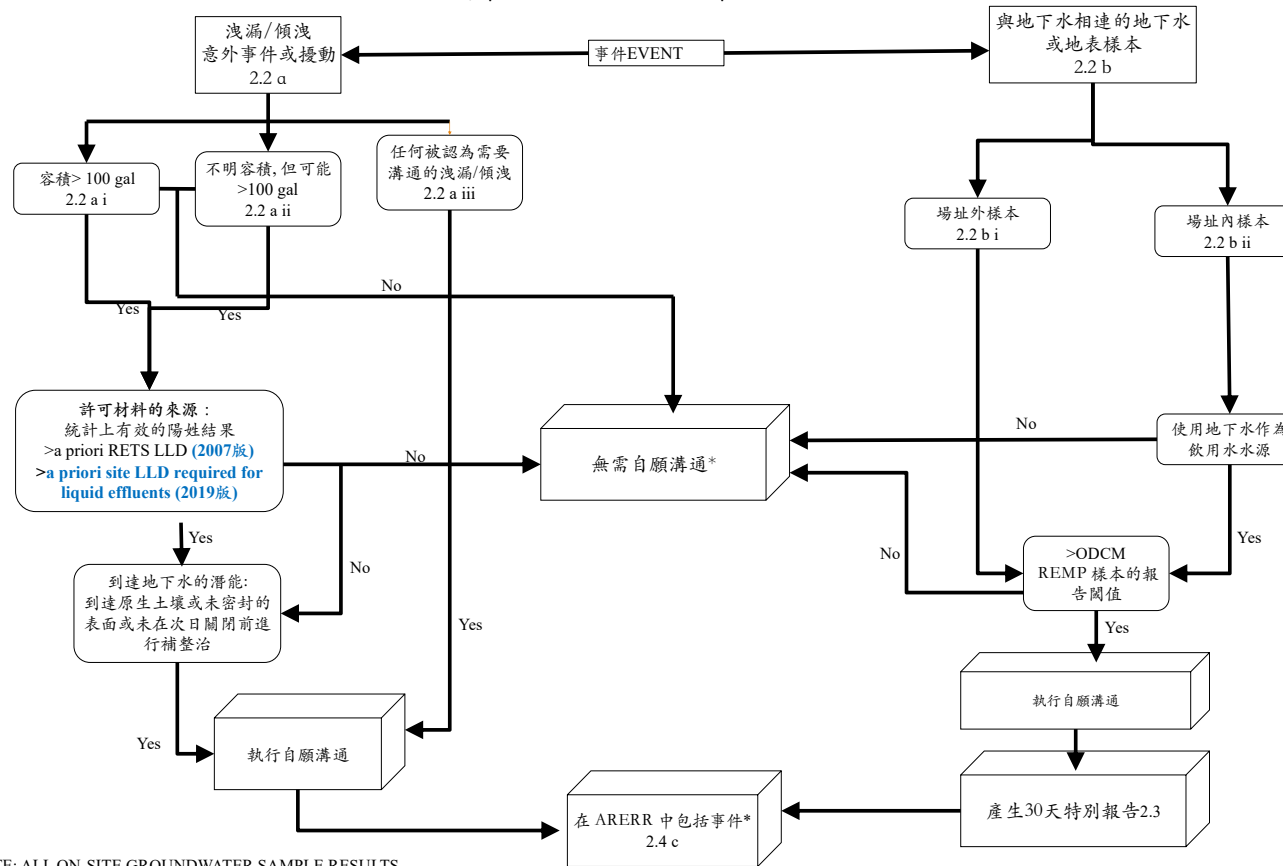 洩漏/傾洩
意外事件或擾動
2.2 a
事件EVENT
與地下水相連的地下水
或地表樣本
2.2 b
容積> 100 gal
2.2 a i
不明容積, 但可能
>100 gal
2.2 a ii
任何被認為需要
溝通的洩漏/傾洩
2.2 a iii
場址外樣本
2.2 b i
場址內樣本
2.2 b ii
No
Yes
Yes
許可材料的來源：
統計上有效的陽姓結果
>a priori RETS LLD (2007版)
>a priori site LLD required for
liquid effluents (2019版)
No
無需自願溝通*
No
使用地下水作為
飲用水水源
Yes
No
到達地下水的潛能:
到達原生土壤或未密封的
表面或未在次日關閉前進
行補整治
Yes
No
>ODCM
REMP 樣本的報
告閾值
Yes
Yes
Yes
執行自願溝通
執行自願溝通
在 ARERR 中包括事件*
2.4 c
產生30天特別報告2.3